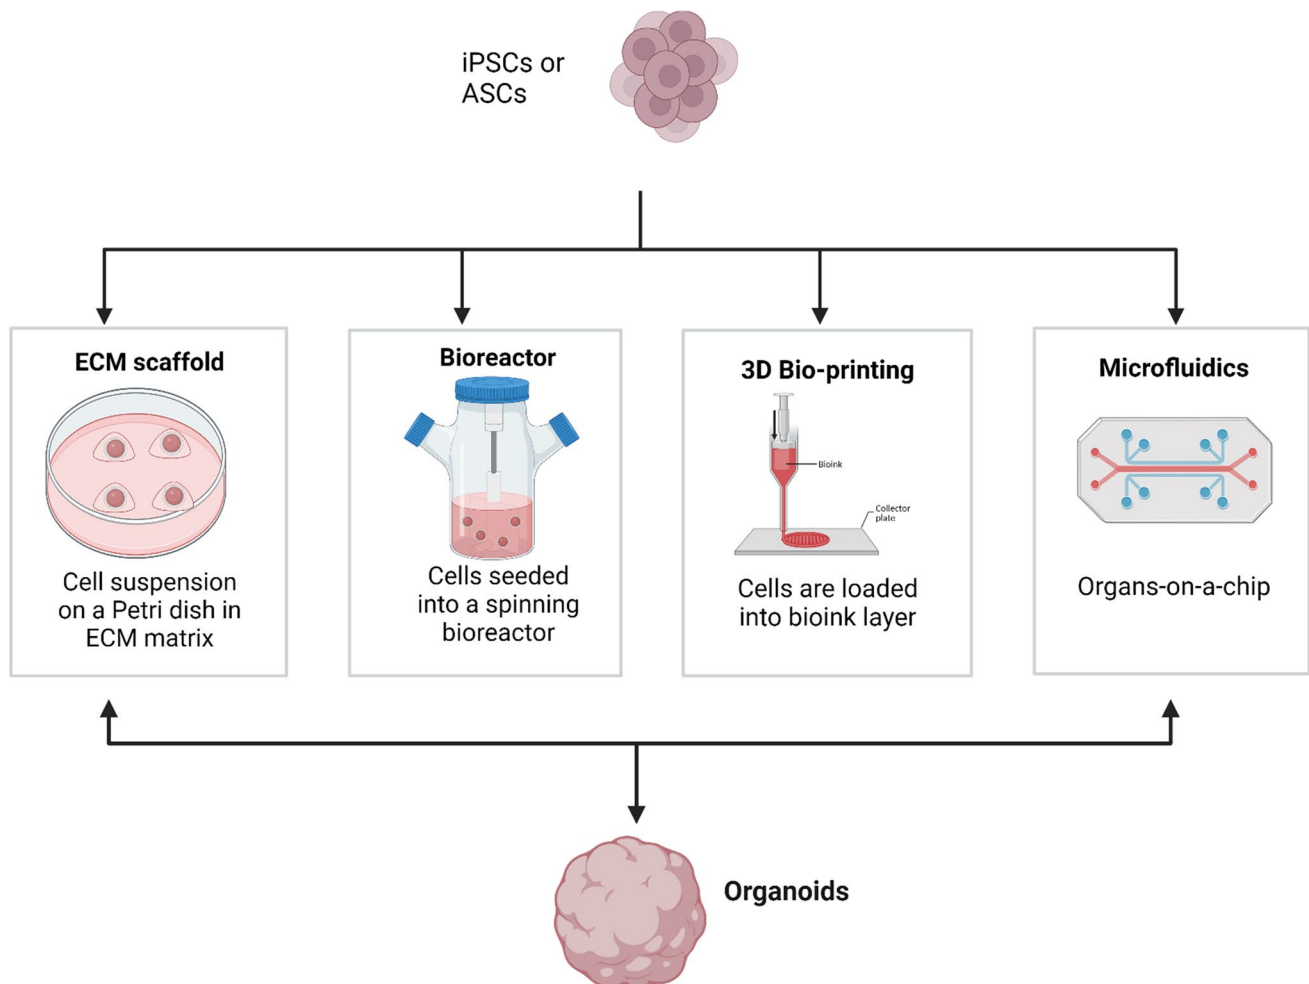 iPSCs or
ASCs
ECM scaffold
Cell suspension
on a Petri dish in
ECM matrix
Bioreactor
Cells seeded
into a spinning
bioreactor
3D Bio-printing
Bioink
Collector
plate
Cells are loaded
into bioink layer
Microfluidics
Organs-on-a-chip
Organoids